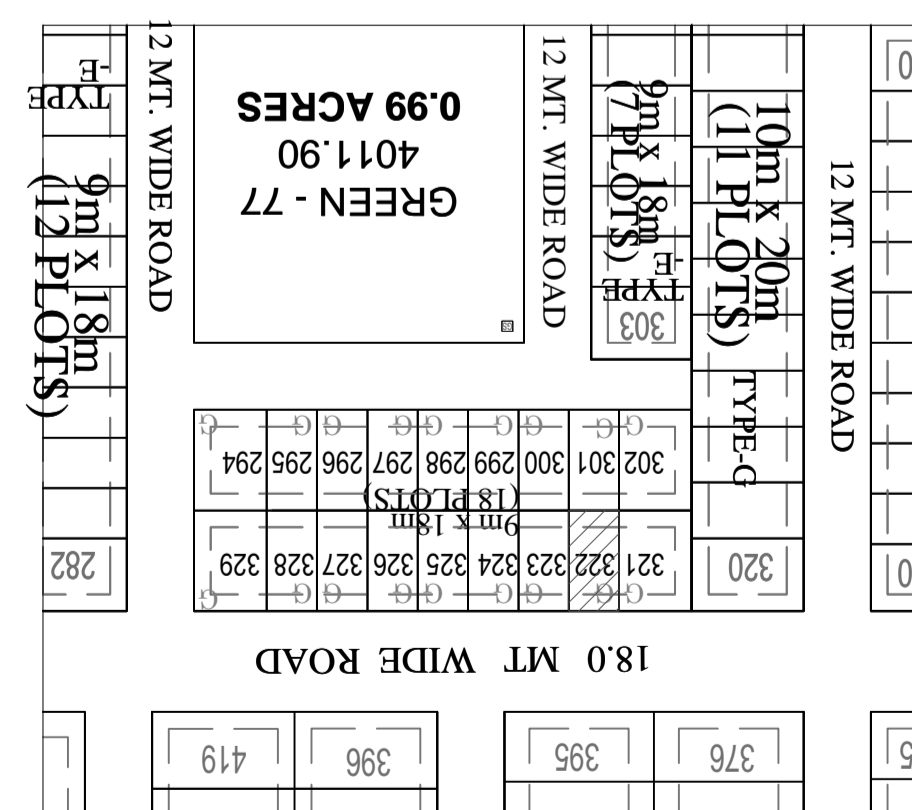 12 MT. WIDE ROAD
TYPE
-E
9m x 18m
(12 PLOTS)
282
GREEN - 77
4011.90
0.99 ACRES
12 MT. WIDE ROAD
9m x 18m
(7 PLOTS)
TYPE
-E
303
10m x 20m
(11 PLOTS)
TYPE-G
320
12 MT. WIDE ROAD
G G G G G G G G G
294 295 296 297 298 299 300 301 302
9m x 18m
(18 PLOTS)
329 328 327 326 325 324 323 322 321
G G G G G G G G G
18.0 MT WIDE ROAD
419 396 395 376